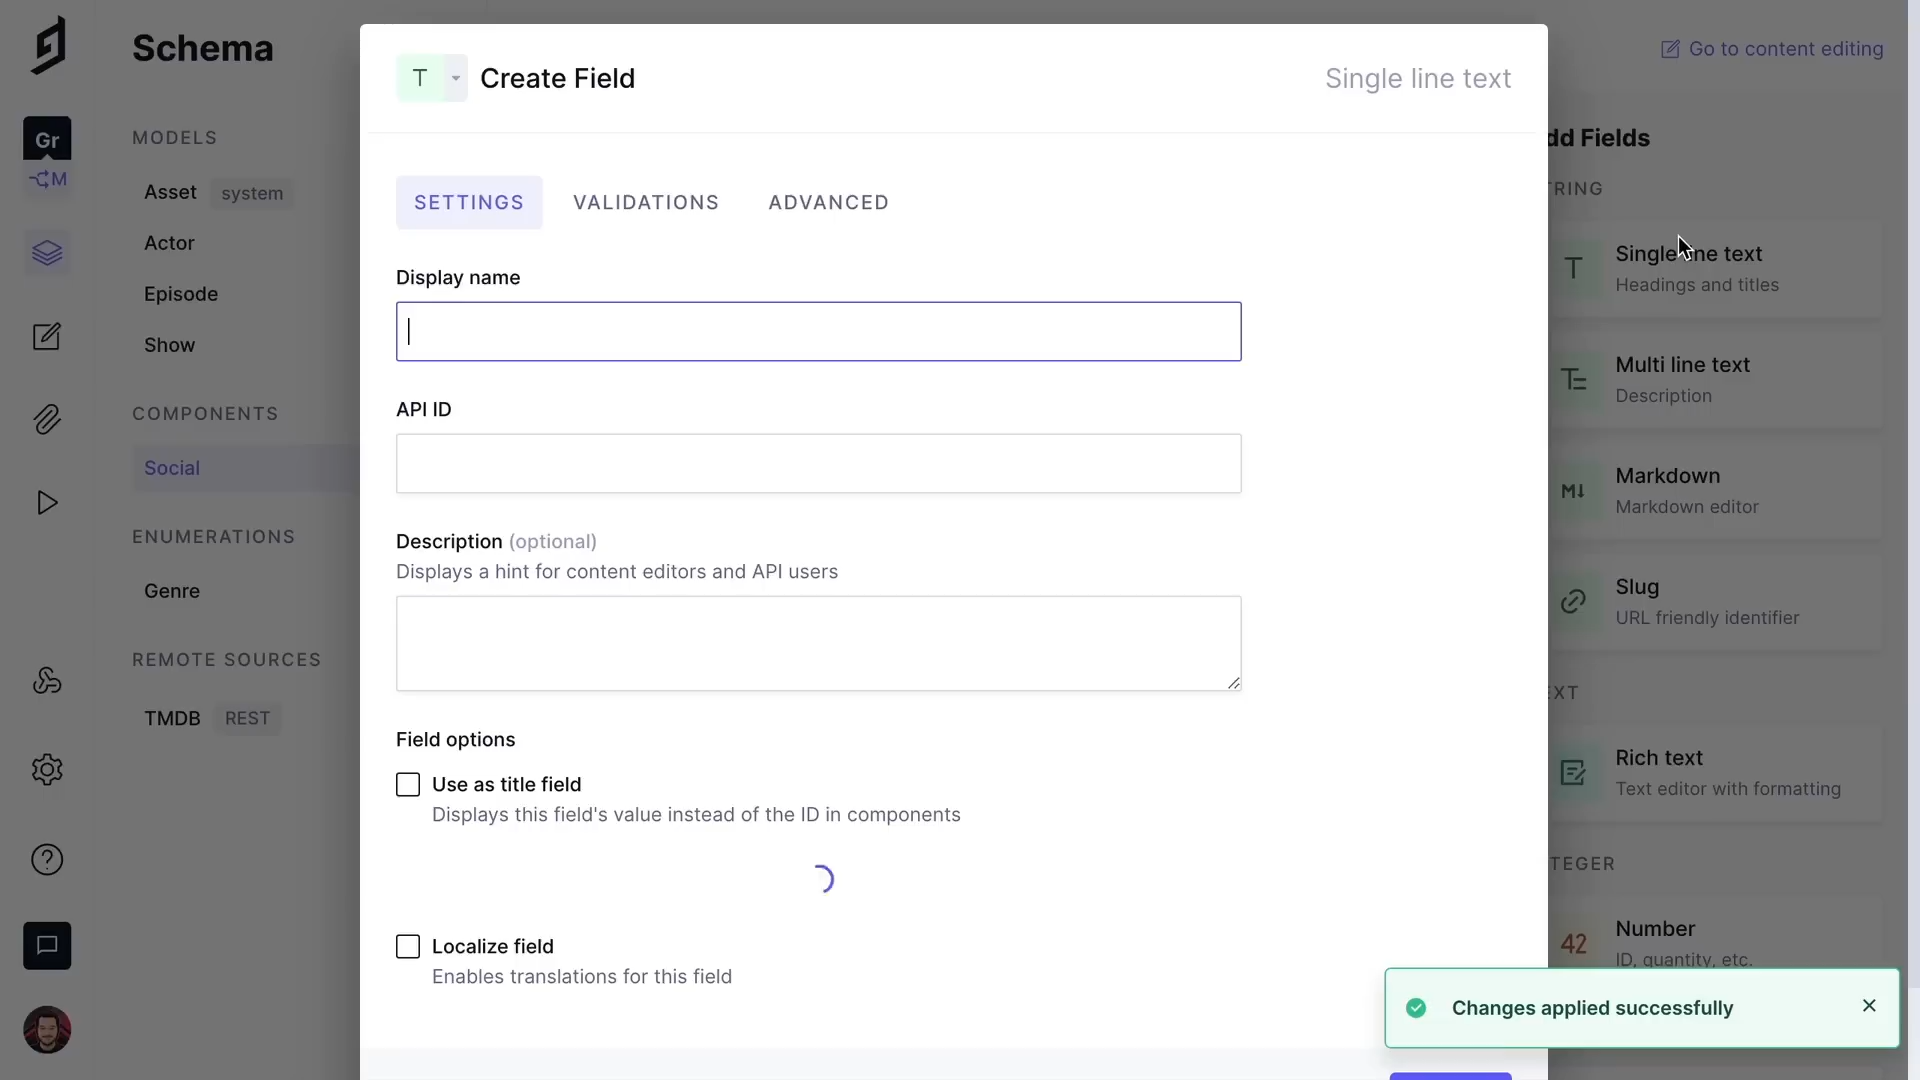 Schema
Go to content editing
Gr
M
MODELS
Asset system
Actor
Episode
Show
COMPONENTS
Social
ENUMERATIONS
Genre
REMOTE SOURCES
TMDB REST
T Create Field
Single line text
SETTINGS VALIDATIONS ADVANCED
Display name
API ID
Description (optional)
Displays a hint for content editors and API users
Field options
Use as title field
Displays this field's value instead of the ID in components
Localize field
Enables translations for this field
dd Fields
TRING
T Single line text
Headings and titles
Multi line text
Description
M↓ Markdown
Markdown editor
Slug
URL friendly identifier
EXT
Rich text
Text editor with formatting
TEGER
42 Number
ID, quantity, etc.
Changes applied successfully